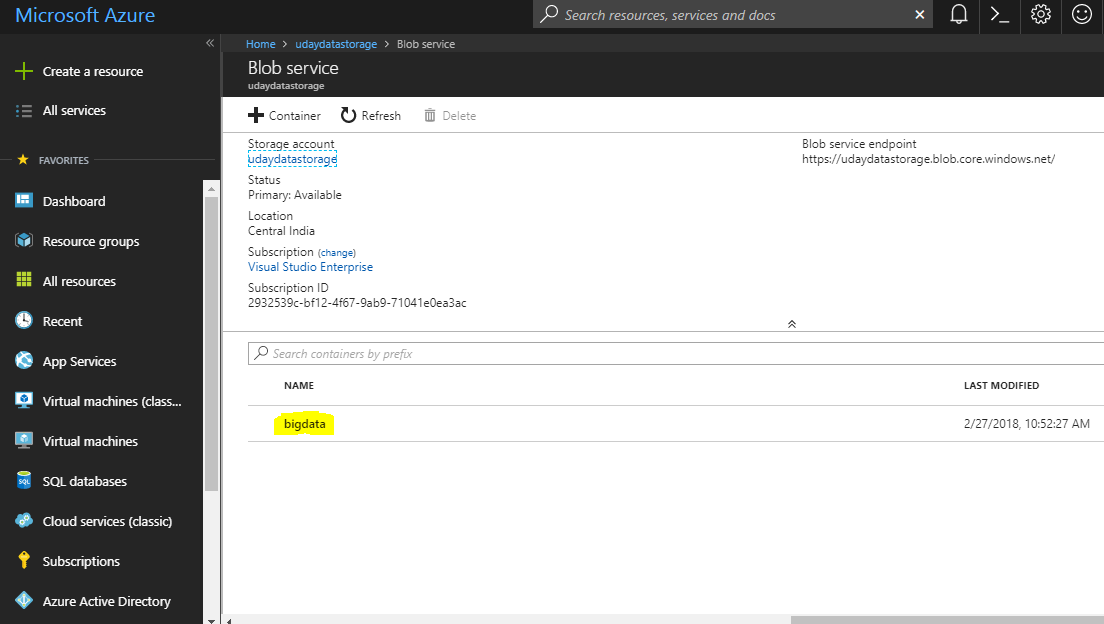 Microsoft Azure
Search resources, services and docs
Home > udaydatastorage > Blob service
Blob service
udaydatastorage
Create a resource
All services
FAVORITES
Dashboard
Resource groups
All resources
Recent
App Services
Virtual machines (class...
Virtual machines
SQL databases
Cloud services (classic)
Subscriptions
Azure Active Directory
Container Refresh Delete
Storage account
udaydatastorage
Status
Primary: Available
Location
Central India
Subscription (change)
Visual Studio Enterprise
Subscription ID
2932539c-bf12-4f67-9ab9-71041e0ea3ac
Blob service endpoint
https://udaydatastorage.blob.core.windows.net/
Search containers by prefix
NAME LAST MODIFIED
bigdata 2/27/2018, 10:52:27 AM